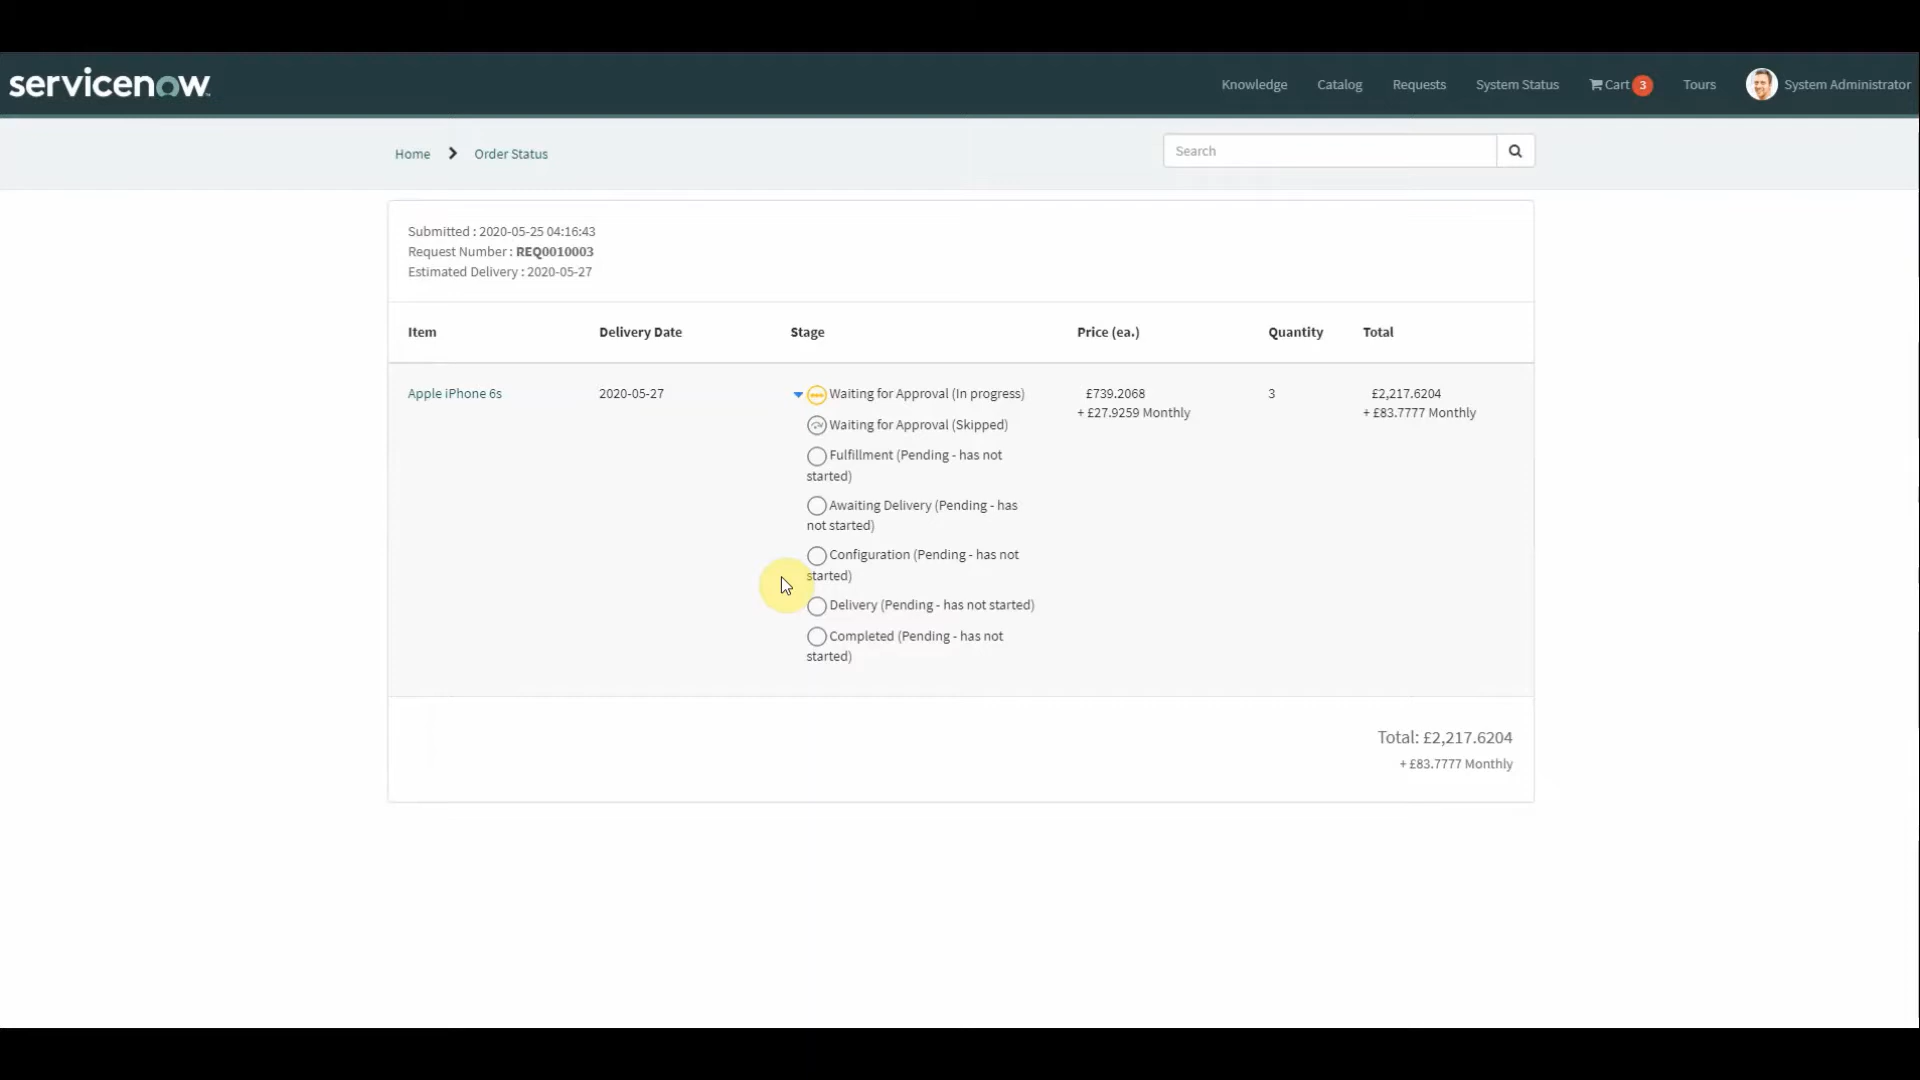 servicenow
Knowledge
Catalog
Requests
System Status
Cart 3
Tours
System Administrator
Home
Order Status
Search
Submitted : 2020-05-25 04:16:43
Request Number : REQ0010003
Estimated Delivery : 2020-05-27
Item
Delivery Date
Stage
Price (ea.)
Quantity
Total
Apple iPhone 6s
2020-05-27
Waiting for Approval (In progress)
Waiting for Approval (Skipped)
Fulfillment (Pending - has not
started)
Awaiting Delivery (Pending - has
not started)
Configuration (Pending - has not
started)
Delivery (Pending - has not started)
Completed (Pending - has not
started)
£739.2068
+ £27.9259 Monthly
3
£2,217.6204
+ £83.7777 Monthly
Total: £2,217.6204
+ £83.7777 Monthly